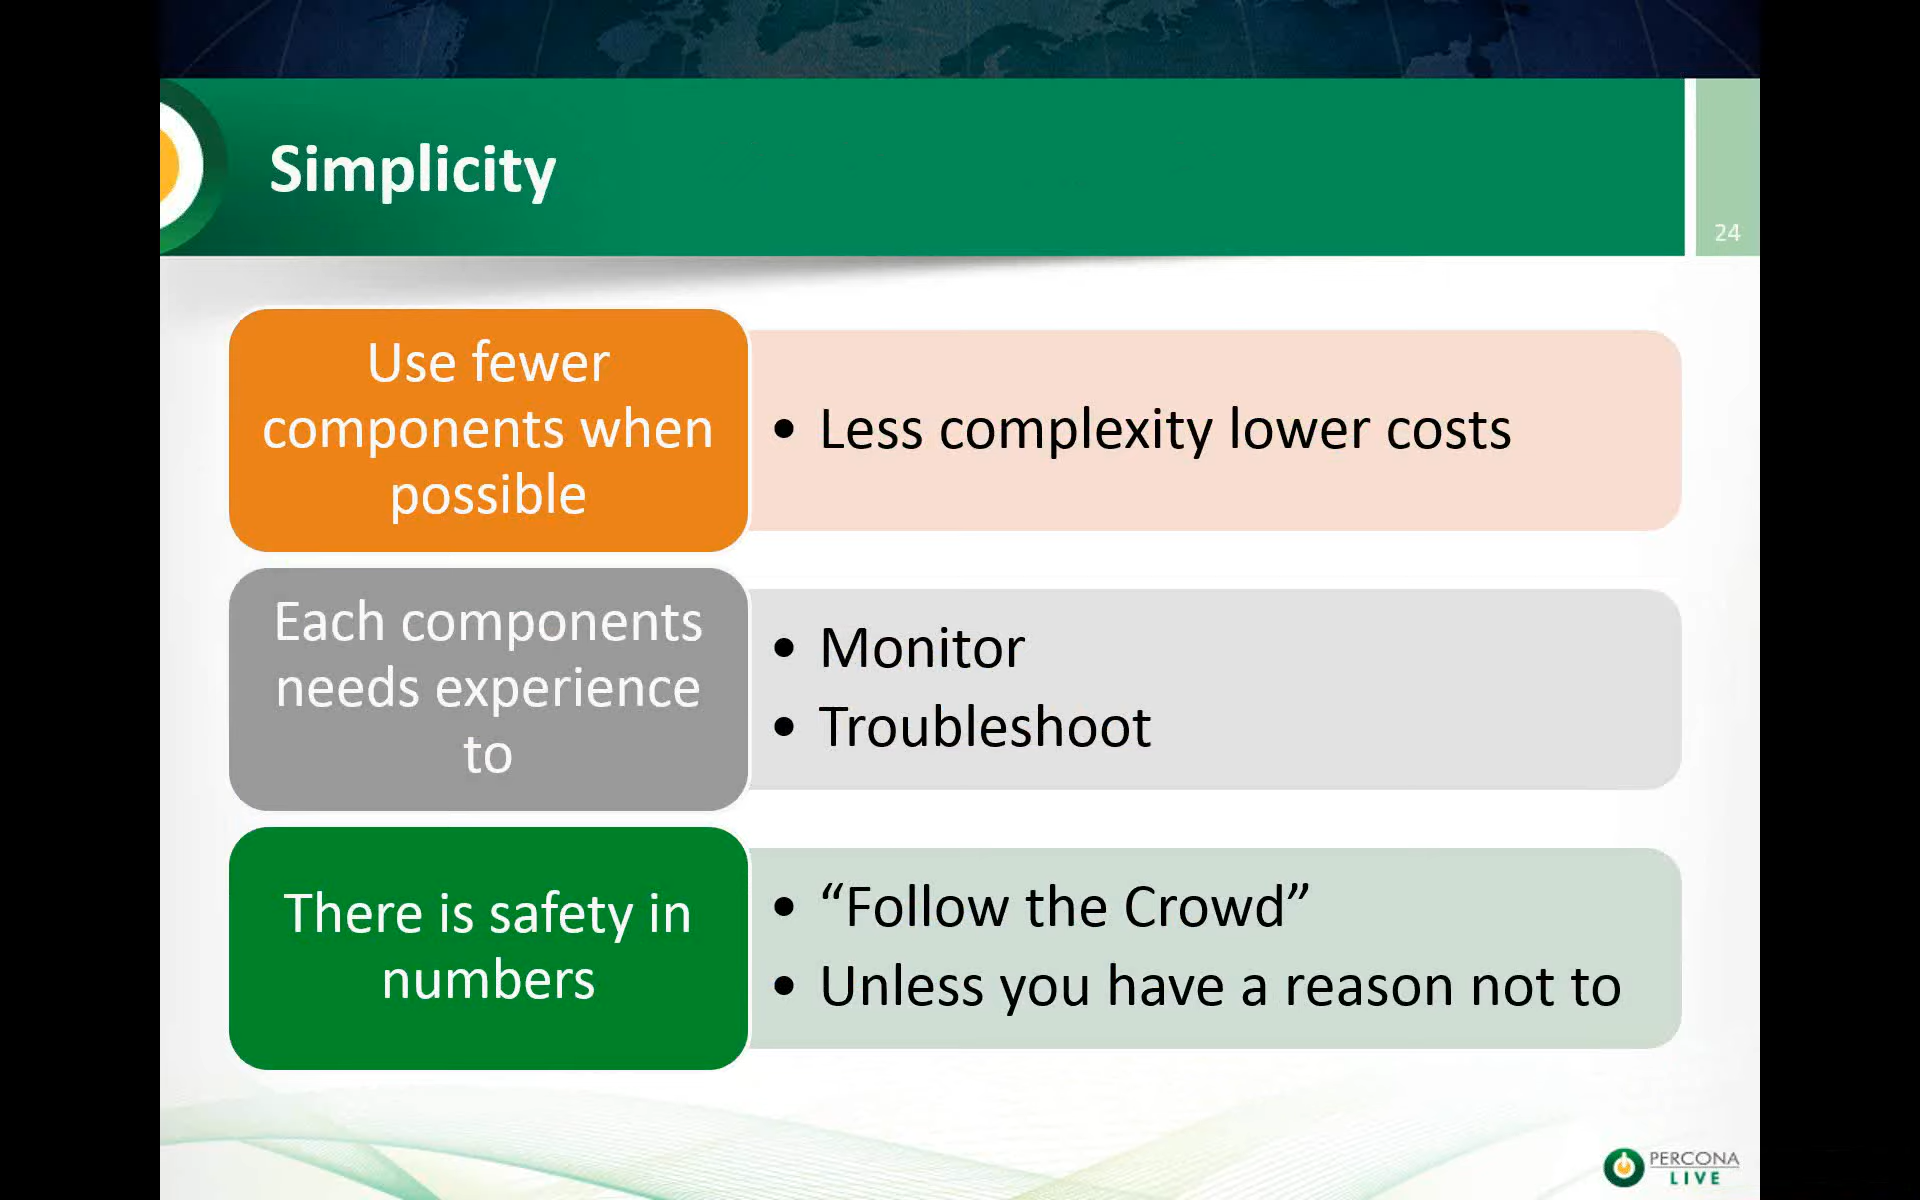 Simplicity
24
Use fewer
components when
possible
• Less complexity lower costs
Each components
needs experience
to
• Monitor
• Troubleshoot
There is safety in
numbers
• “Follow the Crowd”
• Unless you have a reason not to
PERCONA
LIVE